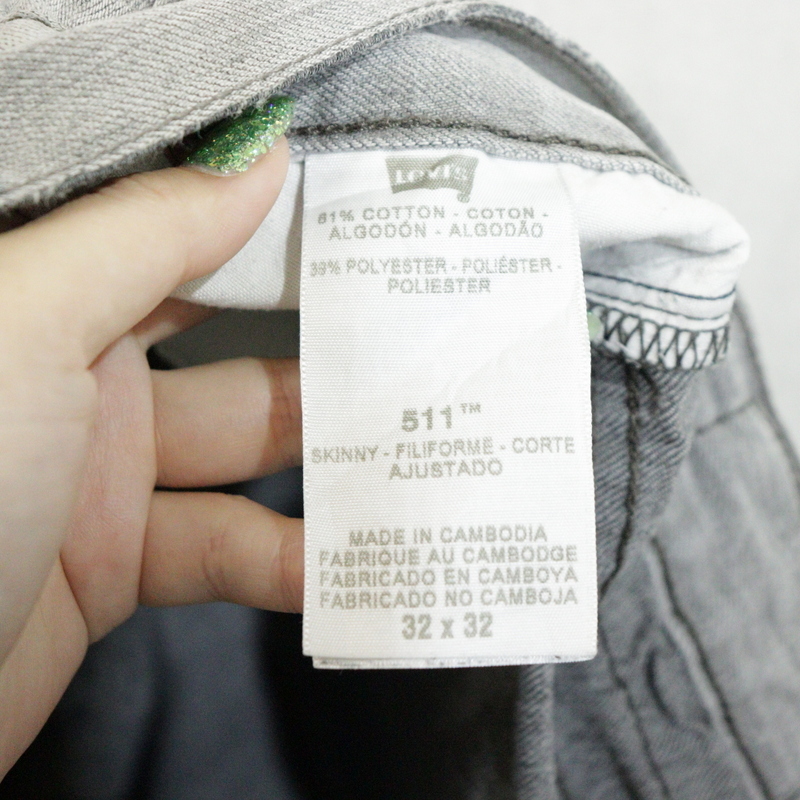 LEVI'S
61% COTTON - COTON -
ALGODÓN - ALGODÃO
39% POLYESTER - POLIÉSTER -
POLIESTER
511™
SKINNY - FILIFORME - CORTE
AJUSTADO
MADE IN CAMBODIA
FABRIQUE AU CAMBODGE
FABRICADO EN CAMBOYA
FABRICADO NO CAMBOJA
32 x 32